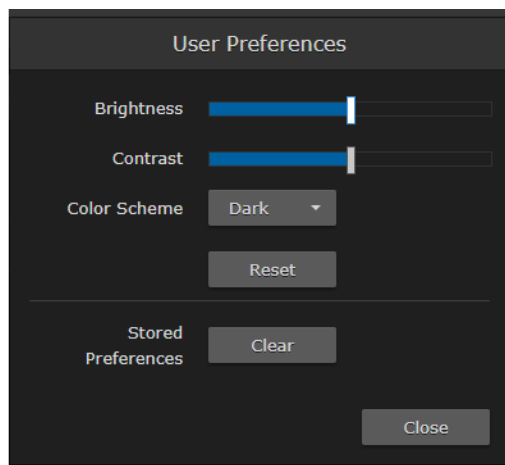 User Preferences
Brightness
Contrast
Color Scheme
Dark
Reset
Stored
Preferences
Clear
Close